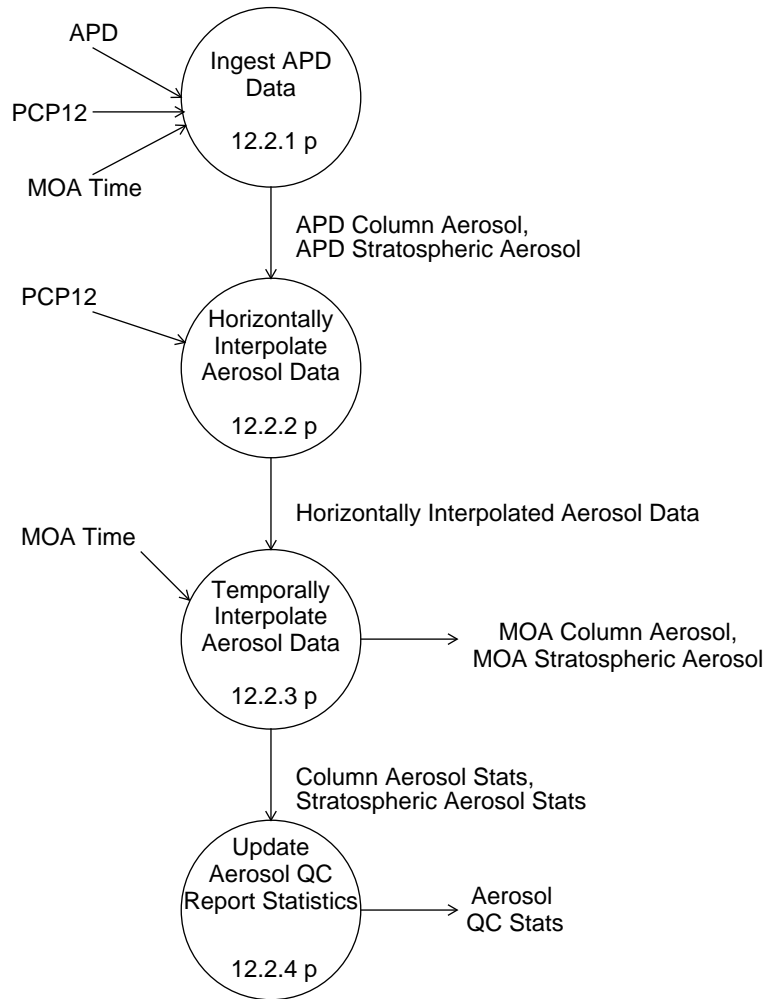 APD
Ingest APD
Data
PCP12
12.2.1 p
MOA Time
APD Column Aerosol,
APD Stratospheric Aerosol
PCP12
Horizontally
Interpolate
Aerosol Data
12.2.2 p
Horizontally Interpolated Aerosol Data
MOA Time
Temporally
Interpolate
Aerosol Data
12.2.3 p
MOA Column Aerosol,
MOA Stratospheric Aerosol
Column Aerosol Stats,
Stratospheric Aerosol Stats
Update
Aerosol QC
Report Statistics
12.2.4 p
Aerosol
QC Stats